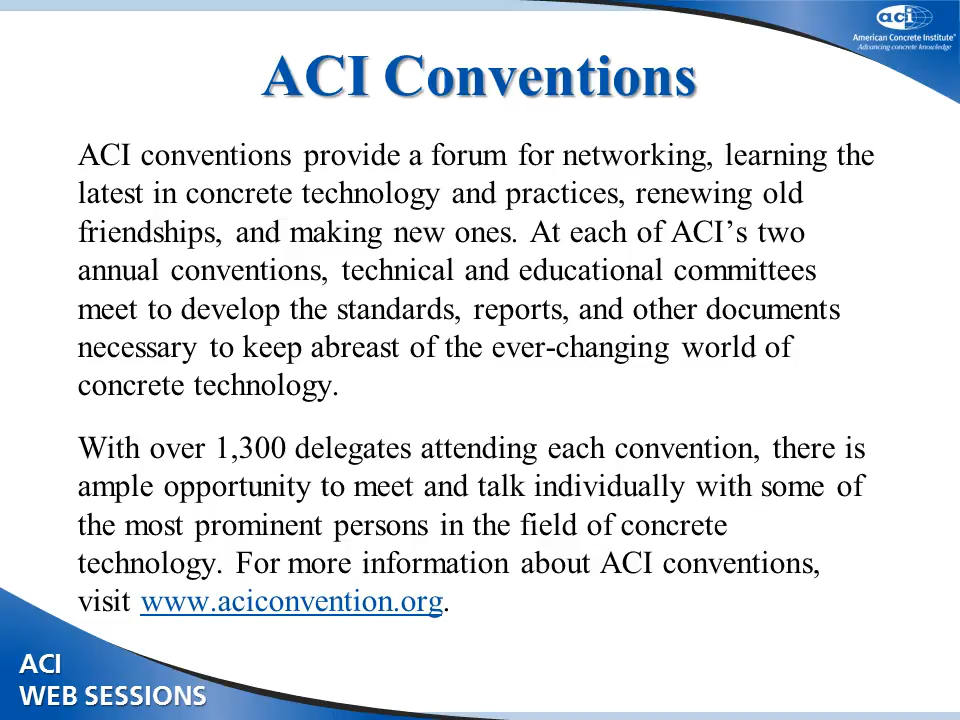 aci
American Concrete Institute®
Advancing concrete knowledge
ACI Conventions
ACI conventions provide a forum for networking, learning the
latest in concrete technology and practices, renewing old
friendships, and making new ones. At each of ACI’s two
annual conventions, technical and educational committees
meet to develop the standards, reports, and other documents
necessary to keep abreast of the ever-changing world of
concrete technology.
With over 1,300 delegates attending each convention, there is
ample opportunity to meet and talk individually with some of
the most prominent persons in the field of concrete
technology. For more information about ACI conventions,
visit www.aciconvention.org.
ACI
WEB SESSIONS